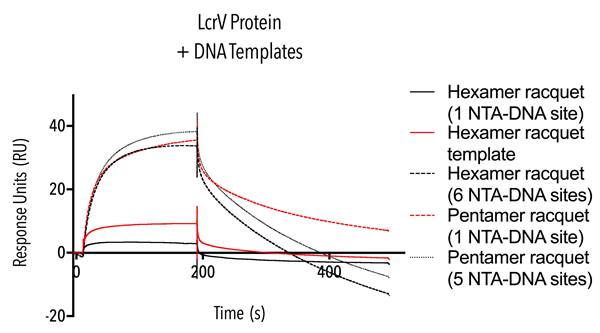 LcrV Protein
+ DNA Templates
Response Units (RU)
40
20
0
-20
0
200
400
Time (s)
Hexamer racquet
(1 NTA-DNA site)
Hexamer racquet
template
Hexamer racquet
(6 NTA-DNA sites)
Pentamer racquet
(1 NTA-DNA site)
Pentamer racquet
(5 NTA-DNA sites)